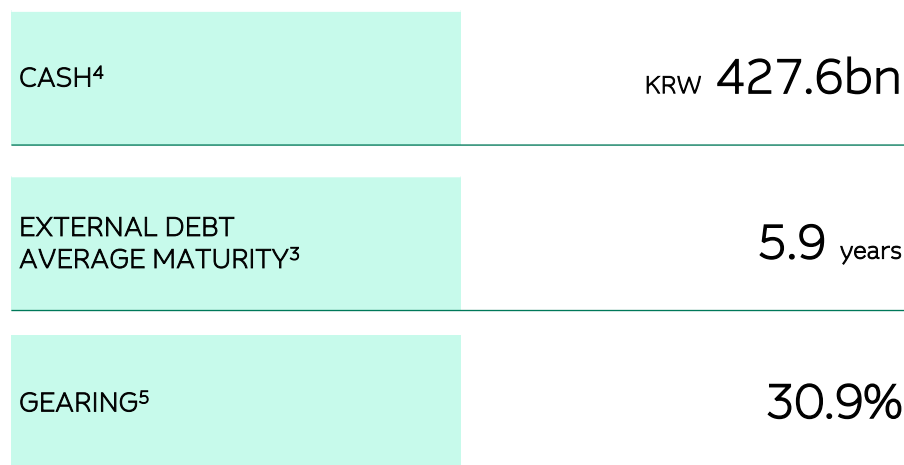 CASH⁴
KRW 427.6bn
EXTERNAL DEBT
AVERAGE MATURITY³
5.9 years
GEARING⁵
30.9%